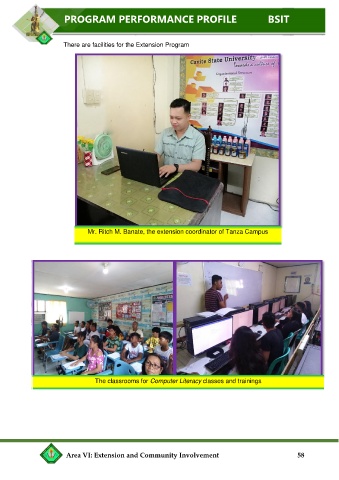 PROGRAM PERFORMANCE PROFILE BSIT
There are facilities for the Extension Program
Cavite State University
Mr. Ritch M. Banate, the extension coordinator of Tanza Campus
The classrooms for Computer Literacy classes and trainings
Area VI: Extension and Community Involvement 58